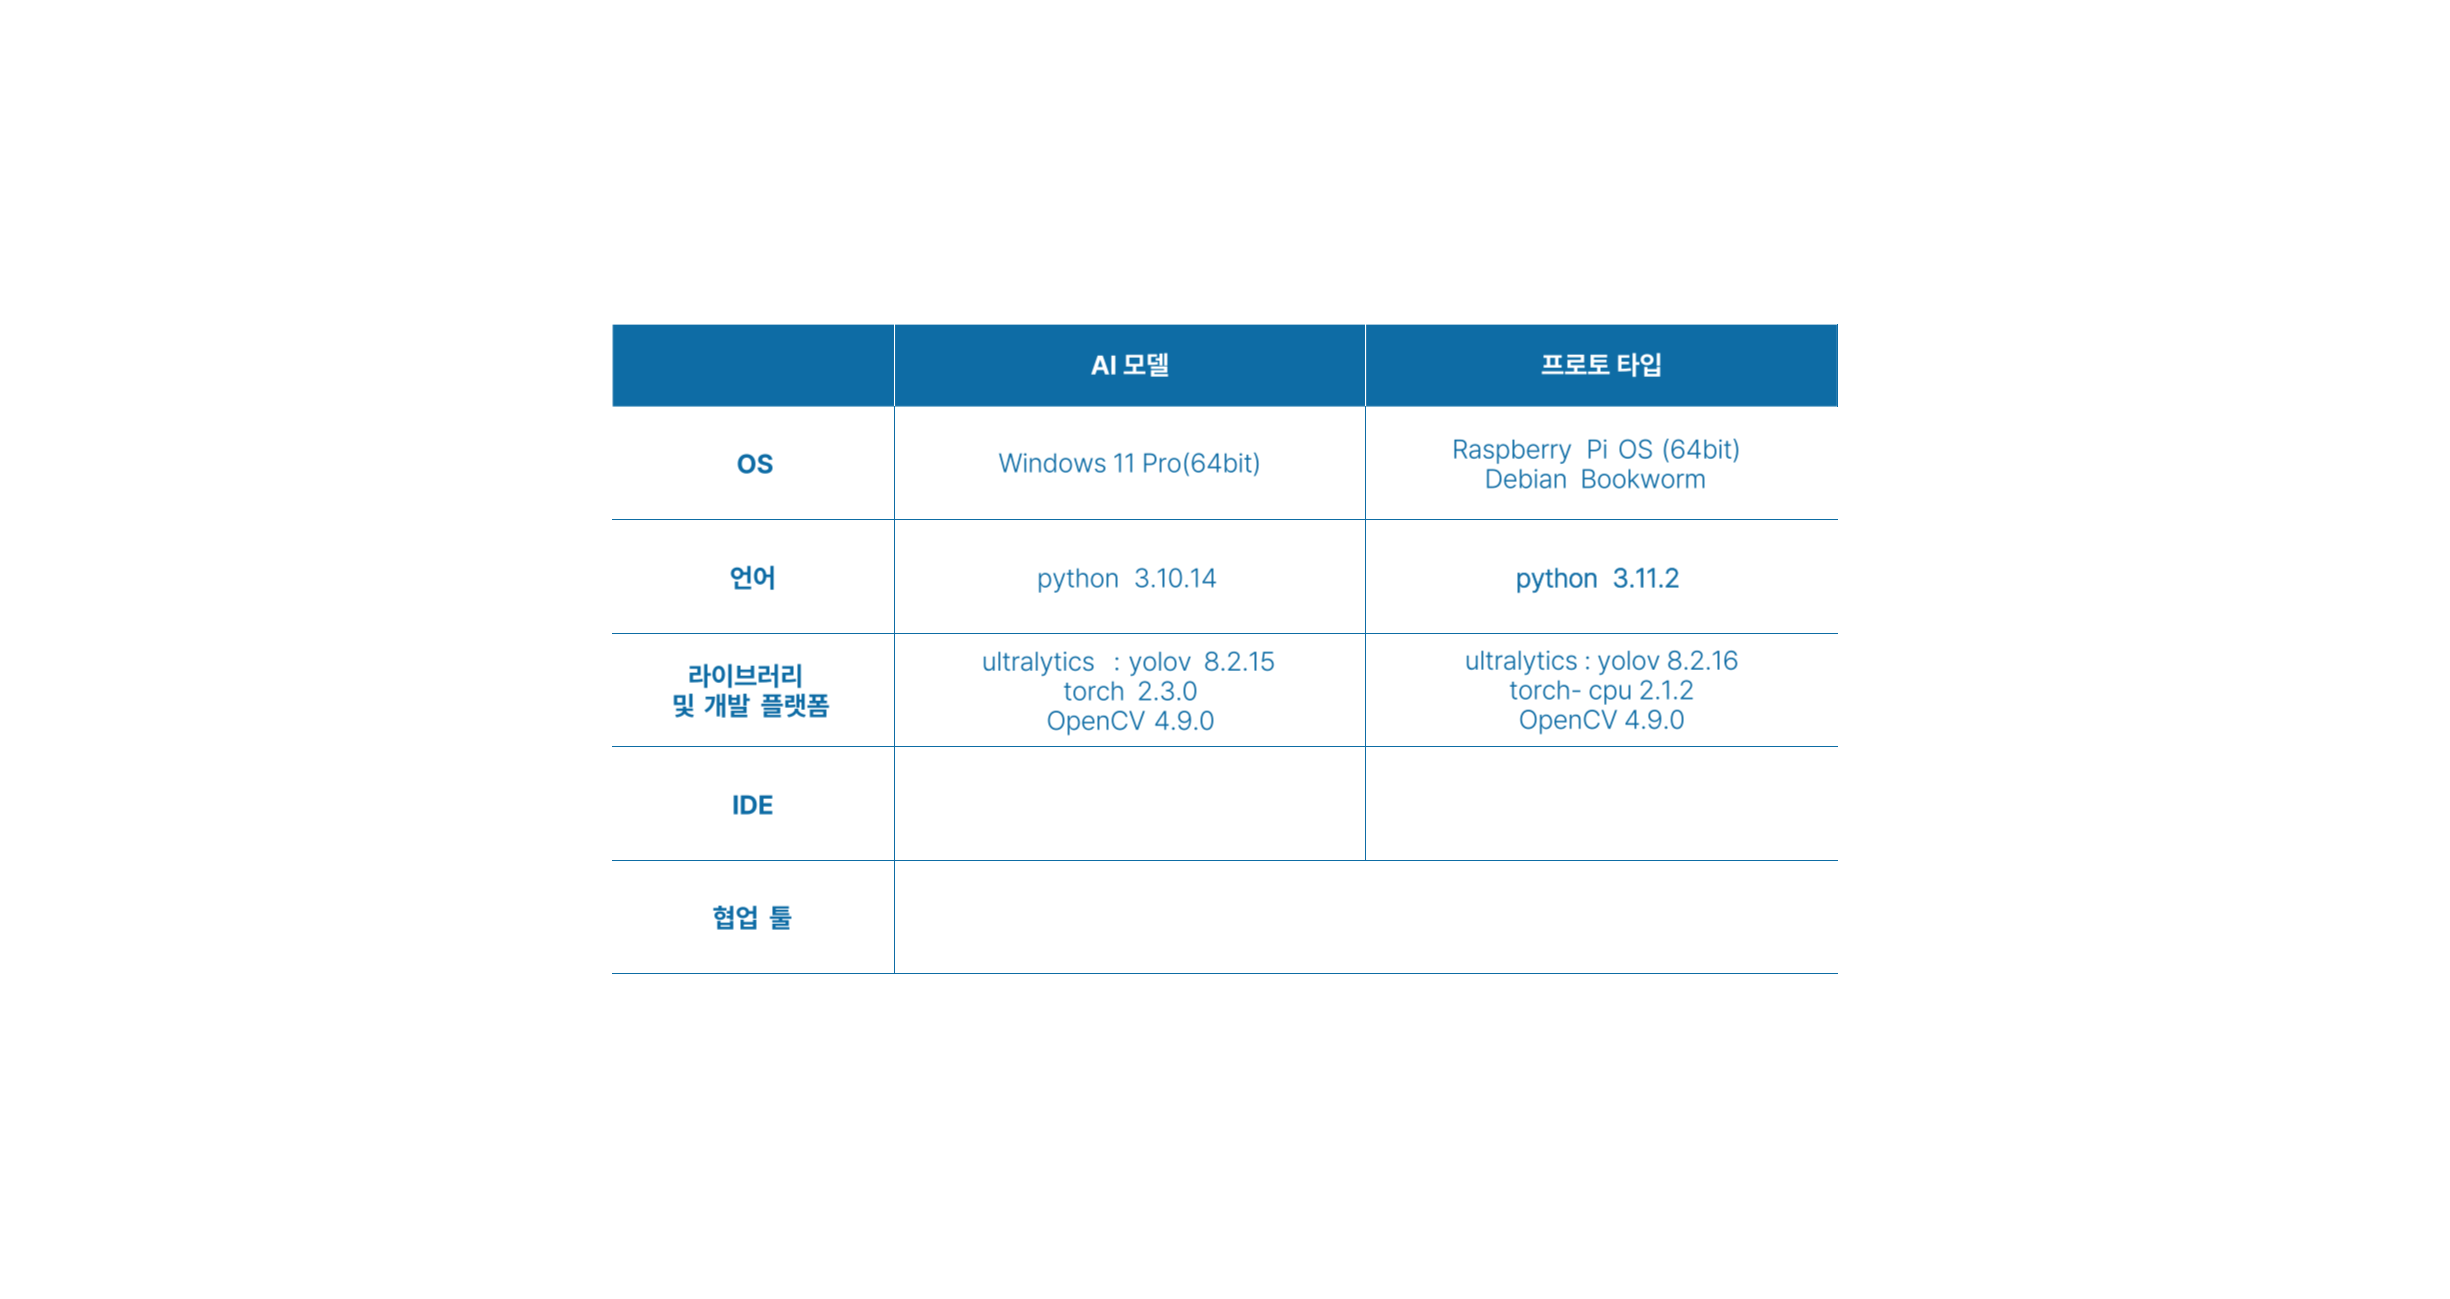 AI 모델
프로토 타입
OS
Windows 11 Pro(64bit)
Raspberry Pi OS (64bit)
Debian Bookworm
언어
python 3.10.14
python 3.11.2
라이브러리
및 개발 플랫폼
ultralytics : yolov 8.2.15
torch 2.3.0
OpenCV 4.9.0
ultralytics : yolov 8.2.16
torch- cpu 2.1.2
OpenCV 4.9.0
IDE
협업 툴